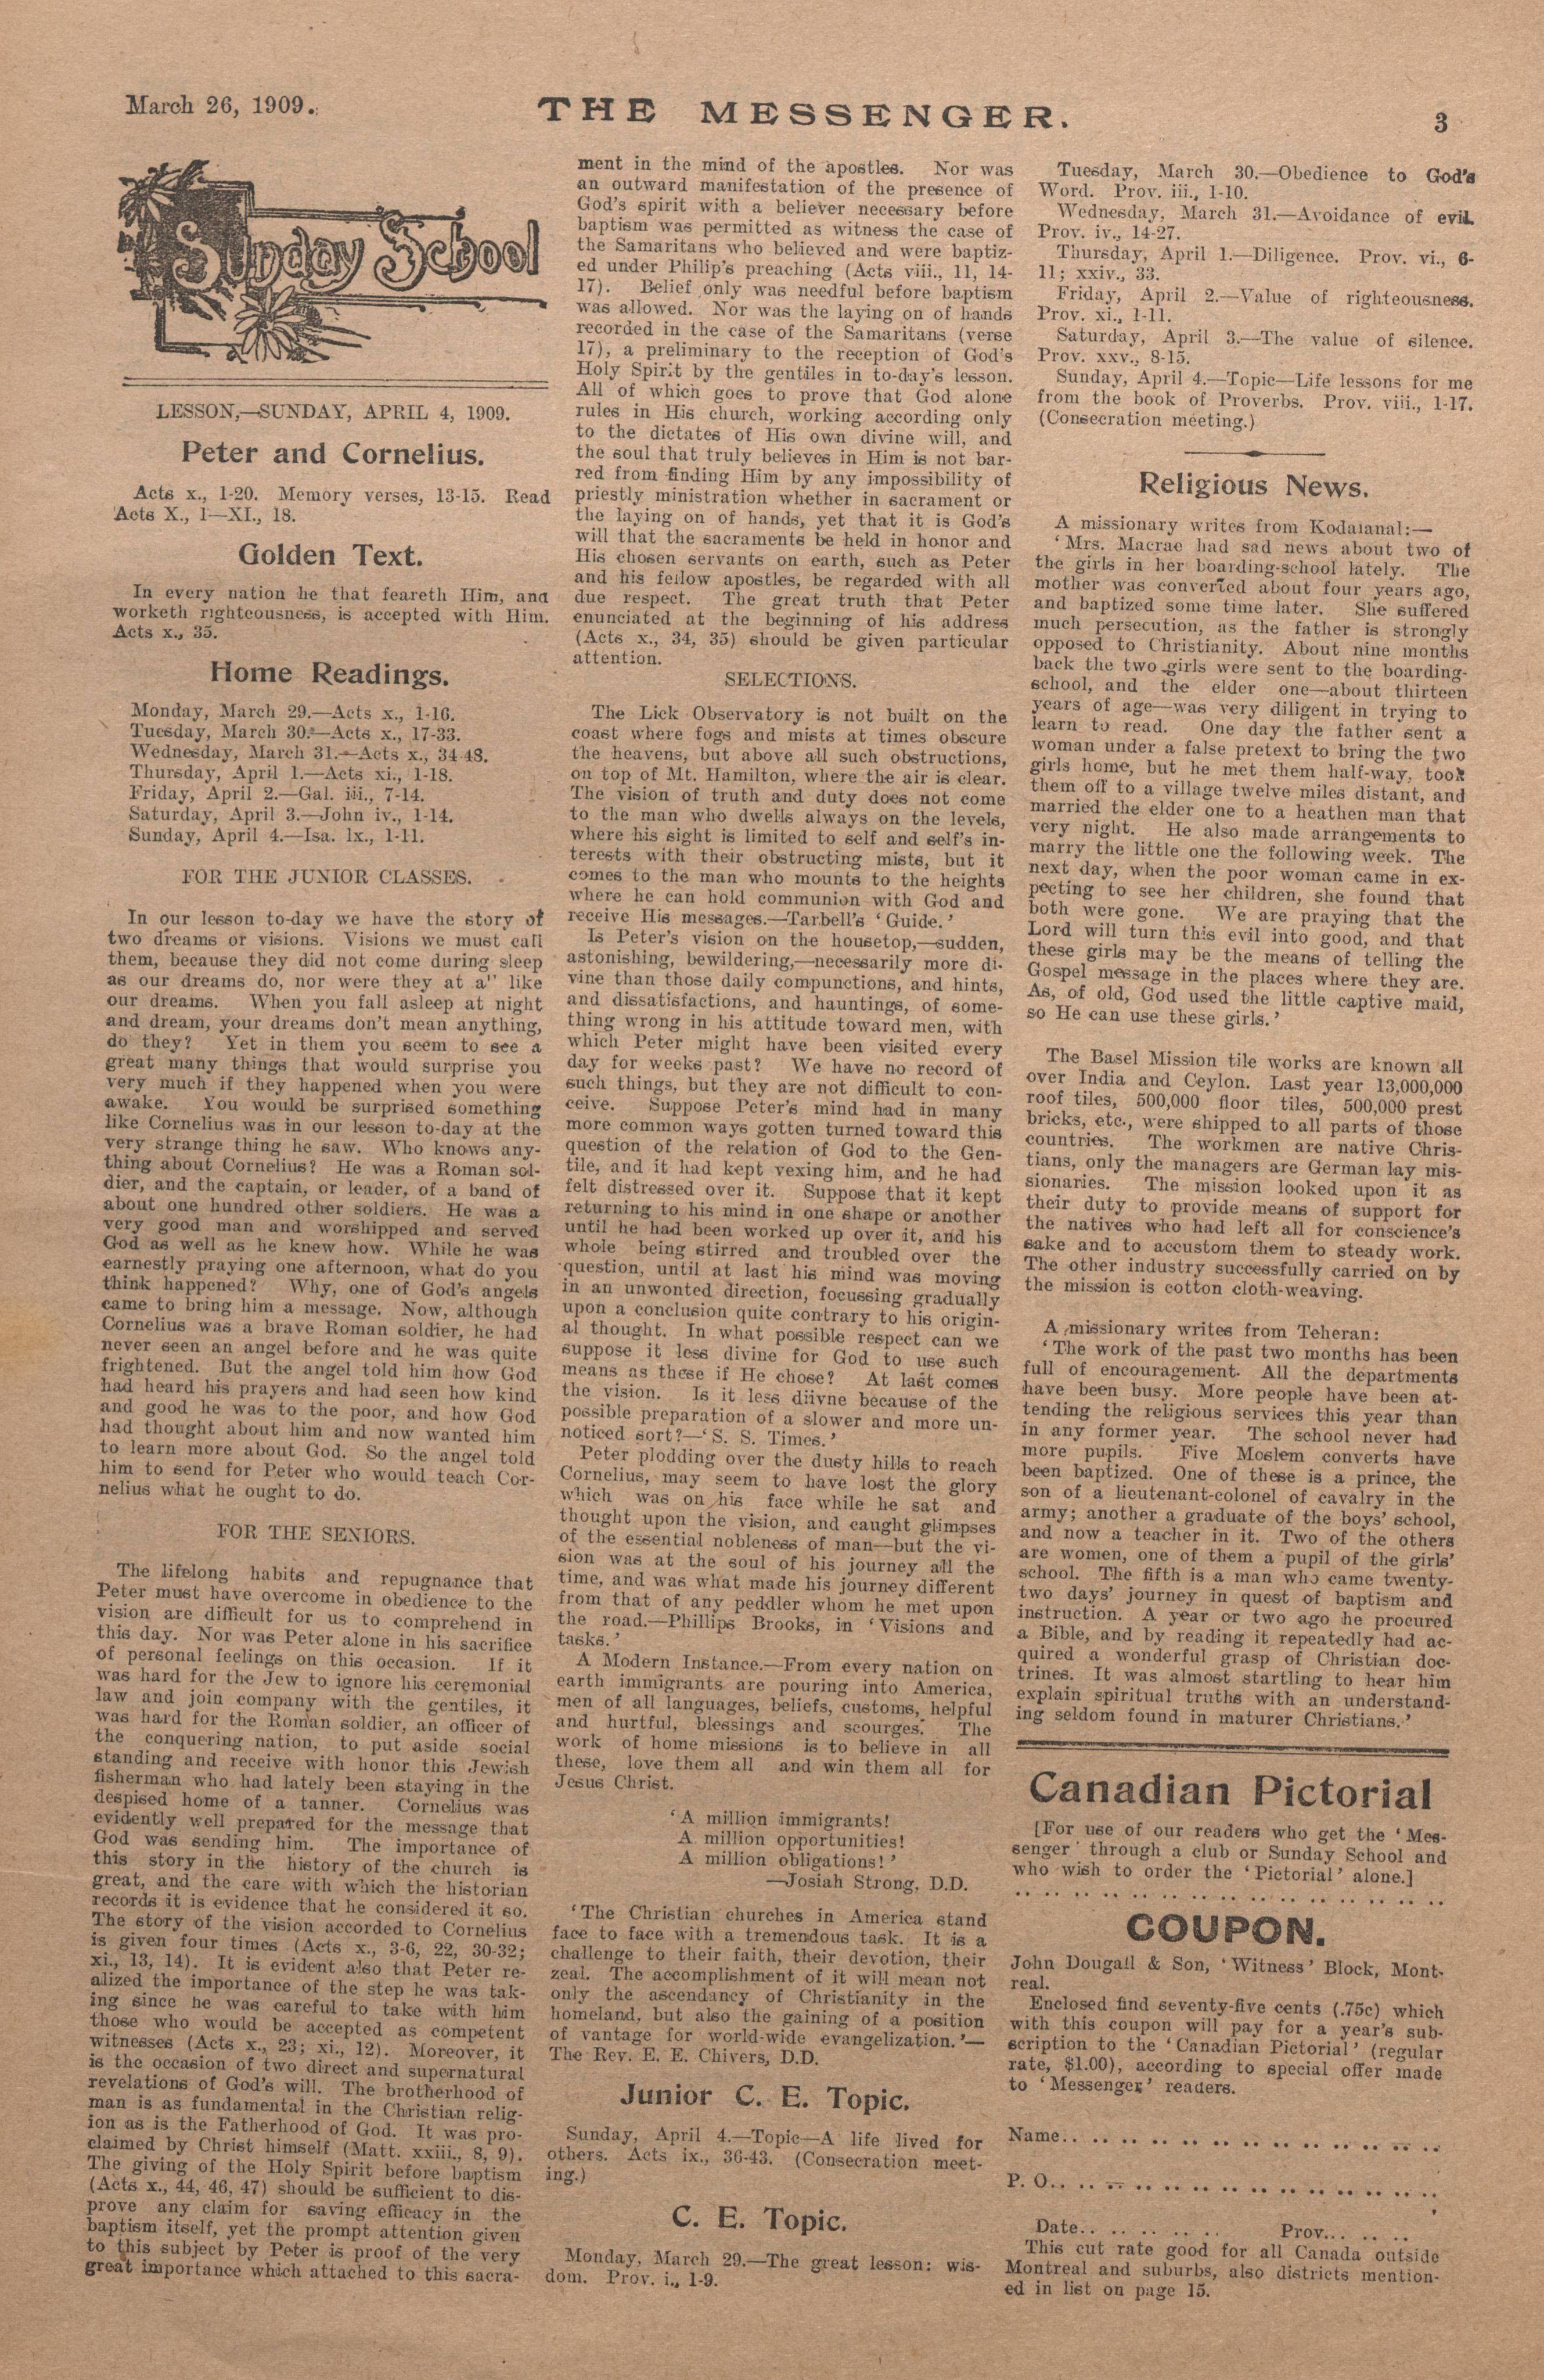 March 26, 1909.
THE MESSENGER.
3
Sunday School
LESSON,—SUNDAY, APRIL 4, 1909.
Peter and Cornelius.
Acts x., 1-20. Memory verses, 13-15. Read
Acts X., 1—XI., 18.
Golden Text.
In every nation he that feareth Him, and
worketh righteousness, is accepted with Him.
Acts x., 35.
Home Readings.
Monday, March 29.—Acts x., 1-16.
Tuesday, March 30.—Acts x., 17-33.
Wednesday, March 31.—Acts x., 34-48.
Thursday, April 1.—Acts xi., 1-18.
Friday, April 2.—Gal. iii., 7-14.
Saturday, April 3.—John iv., 1-14.
Sunday, April 4.—Isa. lx., 1-11.
FOR THE JUNIOR CLASSES.
In our lesson to-day we have the story of
two dreams or visions. Visions we must call
them, because they did not come during sleep
as our dreams do, nor were they at a'' like
our dreams. When you fall asleep at night
and dream, your dreams don't mean anything,
do they? Yet in them you seem to see a
great many things that would surprise you
very much if they happened when you were
awake. You would be surprised something
like Cornelius was in our lesson to-day at the
very strange thing he saw. Who knows any-
thing about Cornelius? He was a Roman sol-
dier, and the captain, or leader, of a band of
about one hundred other soldiers. He was a
very good man and worshipped and served
God as well as he knew how. While he was
earnestly praying one afternoon, what do you
think happened? Why, one of God's angels
came to bring him a message. Now, although
Cornelius was a brave Roman soldier, he had
never seen an angel before and he was quite
frightened. But the angel told him how God
had heard his prayers and had seen how kind
and good he was to the poor, and how God
had thought about him and now wanted him
to learn more about God. So the angel told
him to send for Peter who would teach Cor-
nelius what he ought to do.
FOR THE SENIORS.
The lifelong habits and repugnance that
Peter must have overcome in obedience to the
vision are difficult for us to comprehend in
this day. Nor was Peter alone in his sacrifice
of personal feelings on this occasion. If it
was hard for the Jew to ignore his ceremonial
law and join company with the gentiles, it
was hard for the Roman soldier, an officer of
the conquering nation, to put aside social
standing and receive with honor this Jewish
fisherman who had lately been staying in the
despised home of a tanner. Cornelius was
evidently well prepared for the message that
God was sending him. The importance of
this story in the history of the church is
great, and the care with which the historian
records it is evidence that he considered it so.
The story of the vision accorded to Cornelius
is given four times (Acts x., 3-6, 22, 30-32;
xi., 13, 14). It is evident also that Peter re-
alized the importance of the step he was tak-
ing since he was careful to take with him
those who would be accepted as competent
witnesses (Acts x., 23; xi., 12). Moreover, it
is the occasion of two direct and supernatural
revelations of God's will. The brotherhood of
man is as fundamental in the Christian relig-
ion as is the Fatherhood of God. It was pro-
claimed by Christ himself (Matt. xxiii., 8, 9).
The giving of the Holy Spirit before baptism
(Acts x., 44, 46, 47) should be sufficient to dis-
prove any claim for saving efficacy in the
baptism itself, yet the prompt attention given
to this subject by Peter is proof of the very
great importance which attached to this sacra-
ment in the mind of the apostles. Nor was
an outward manifestation of the presence of
God's spirit with a believer necessary before
baptism was permitted as witness the case of
the Samaritans who believed and were baptiz-
ed under Philip's preaching (Acts viii., 11, 14-
17). Belief only was needful before baptism
was allowed. Nor was the laying on of hands
recorded in the case of the Samaritans (verse
17), a preliminary to the reception of God's
Holy Spirit by the gentiles in to-day's lesson.
All of which goes to prove that God alone
rules in His church, working according only
to the dictates of His own divine will, and
the soul that truly believes in Him is not bar-
red from finding Him by any impossibility of
priestly ministration whether in sacrament or
the laying on of hands, yet that it is God's
will that the sacraments be held in honor and
His chosen servants on earth, such as Peter
and his fellow apostles, be regarded with all
due respect. The great truth that Peter
enunciated at the beginning of his address
(Acts x., 34, 35) should be given particular
attention.
SELECTIONS.
The Lick Observatory is not built on the
coast where fogs and mists at times obscure
the heavens, but above all such obstructions,
on top of Mt. Hamilton, where the air is clear.
The vision of truth and duty does not come
to the man who dwells always on the levels,
where his sight is limited to self and self's in-
terests with their obstructing mists, but it
comes to the man who mounts to the heights
where he can hold communion with God and
receive His messages.—Tarbell's 'Guide.'
Is Peter's vision on the housetop,—sudden,
astonishing, bewildering,—necessarily more di-
vine than those daily compunctions, and hints,
and dissatisfactions, and hauntings, of some-
thing wrong in his attitude toward men, with
which Peter might have been visited every
day for weeks past? We have no record of
such things, but they are not difficult to con-
ceive. Suppose Peter's mind had in many
more common ways gotten turned toward this
question of the relation of God to the Gen-
tile, and it had kept vexing him, and he had
felt distressed over it. Suppose that it kept
returning to his mind in one shape or another
until he had been worked up over it, and his
whole being stirred and troubled over the
question, until at last his mind was moving
in an unwonted direction, focussing gradually
upon a conclusion quite contrary to his origin-
al thought. In what possible respect can we
suppose it less divine for God to use such
means as these if He chose? At last comes
the vision. Is it less diivne because of the
possible preparation of a slower and more un-
noticed sort?—'S. S. Times.'
Peter plodding over the dusty hills to reach
Cornelius, may seem to have lost the glory
which was on his face while he sat and
thought upon the vision, and caught glimpses
of the essential nobleness of man—but the vi-
sion was at the soul of his journey all the
time, and was what made his journey different
from that of any peddler whom he met upon
the road.—Phillips Brooks, in 'Visions and
tasks.'
A Modern Instance.—From every nation on
earth immigrants are pouring into America,
men of all languages, beliefs, customs, helpful
and hurtful, blessings and scourges. The
work of home missions is to believe in all
these, love them all and win them all for
Jesus Christ.
'A million immigrants!
A million opportunities!
A million obligations!'
—Josiah Strong, D.D.
'The Christian churches in America stand
face to face with a tremendous task. It is a
challenge to their faith, their devotion, their
zeal. The accomplishment of it will mean not
only the ascendancy of Christianity in the
homeland, but also the gaining of a position
of vantage for world-wide evangelization.'—
The Rev. E. E. Chivers, D.D.
Junior C. E. Topic.
Sunday, April 4.—Topic—A life lived for
others. Acts ix., 36-43. (Consecration meet-
ing.)
C. E. Topic.
Monday, March 29.—The great lesson: wis-
dom. Prov. i., 1-9.
Tuesday, March 30.—Obedience to God's
Word. Prov. iii., 1-10.
Wednesday, March 31.—Avoidance of evil.
Prov. iv., 14-27.
Thursday, April 1.—Diligence. Prov. vi., 6-
11; xxiv., 33.
Friday, April 2.—Value of righteousness.
Prov. xi., 1-11.
Saturday, April 3.—The value of silence.
Prov. xxv., 8-15.
Sunday, April 4.—Topic—Life lessons for me
from the book of Proverbs. Prov. viii., 1-17.
(Consecration meeting.)
Religious News.
A missionary writes from Kodaianal:—
'Mrs. Macrae had sad news about two of
the girls in her boarding-school lately. The
mother was converted about four years ago,
and baptized some time later. She suffered
much persecution, as the father is strongly
opposed to Christianity. About nine months
back the two girls were sent to the boarding-
school, and the elder one—about thirteen
years of age—was very diligent in trying to
learn to read. One day the father sent a
woman under a false pretext to bring the two
girls home, but he met them half-way, took
them off to a village twelve miles distant, and
married the elder one to a heathen man that
very night. He also made arrangements to
marry the little one the following week. The
next day, when the poor woman came in ex-
pecting to see her children, she found that
both were gone. We are praying that the
Lord will turn this evil into good, and that
these girls may be the means of telling the
Gospel message in the places where they are.
As, of old, God used the little captive maid,
so He can use these girls.'
The Basel Mission tile works are known all
over India and Ceylon. Last year 13,000,000
roof tiles, 500,000 floor tiles, 500,000 prest
bricks, etc., were shipped to all parts of those
countries. The workmen are native Chris-
tians, only the managers are German lay mis-
sionaries. The mission looked upon it as
their duty to provide means of support for
the natives who had left all for conscience's
sake and to accustom them to steady work.
The other industry successfully carried on by
the mission is cotton cloth-weaving.
A missionary writes from Teheran:
'The work of the past two months has been
full of encouragement. All the departments
have been busy. More people have been at-
tending the religious services this year than
in any former year. The school never had
more pupils. Five Moslem converts have
been baptized. One of these is a prince, the
son of a lieutenant-colonel of cavalry in the
army; another a graduate of the boys' school,
and now a teacher in it. Two of the others
are women, one of them a pupil of the girls'
school. The fifth is a man who came twenty-
two days' journey in quest of baptism and
instruction. A year or two ago he procured
a Bible, and by reading it repeatedly had ac-
quired a wonderful grasp of Christian doc-
trines. It was almost startling to hear him
explain spiritual truths with an understand-
ing seldom found in maturer Christians.'
Canadian Pictorial
[For use of our readers who get the 'Mes-
senger' through a club or Sunday School and
who wish to order the 'Pictorial' alone.]
COUPON.
John Dougall & Son, 'Witness' Block, Mont-
real.
Enclosed find seventy-five cents (.75c) which
with this coupon will pay for a year's sub-
scription to the 'Canadian Pictorial' (regular
rate, $1.00), according to special offer made
to 'Messenger' readers.
Name.. .. .. .. .. .. .. .. .. .. .. .. ..
P. O.. .. .. .. .. .. .. .. .. .. .. .. ..
Date.. .. .. .. .. .. Prov... .. .. ..
This cut rate good for all Canada outside
Montreal and suburbs, also districts mention-
ed in list on page 15.